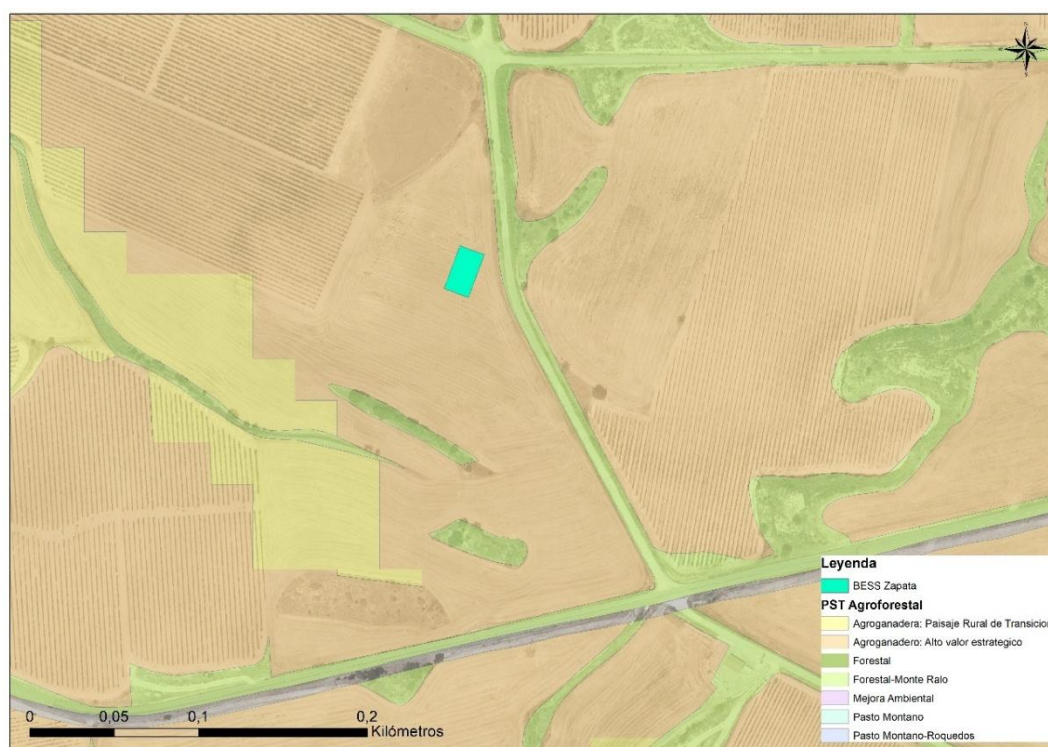 Leyenda
BESS Zapata
PST Agroforestal
Agroganadera: Paisaje Rural de Transicion
Agroganadero: Alto valor estrategico
Forestal
Forestal-Monte Ralo
Mejora Ambiental
Pasto Montano
Pasto Montano-Roquedos
0 0,05 0,1 0,2
Kilómetros